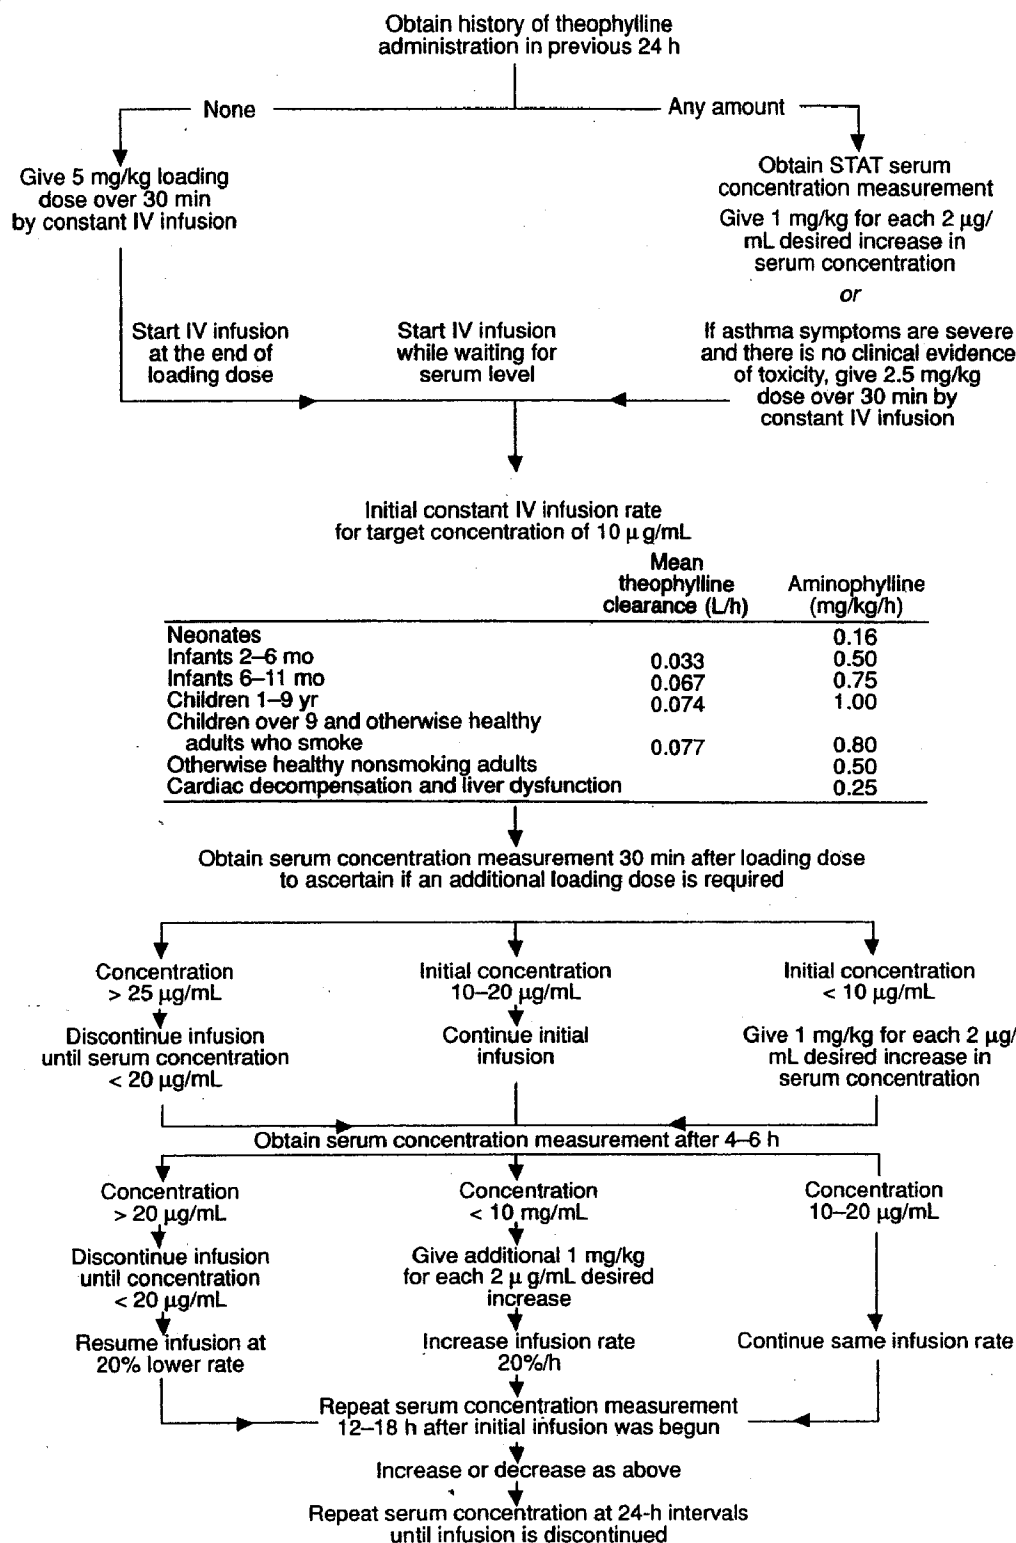 Obtain history of theophylline
administration in previous 24 h
None
Any amount
Give 5 mg/kg loading
dose over 30 min
by constant IV infusion
Obtain STAT serum
concentration measurement
Give 1 mg/kg for each 2 µg/
mL desired increase in
serum concentration
or
If asthma symptoms are severe
and there is no clinical evidence
of toxicity, give 2.5 mg/kg
dose over 30 min by
constant IV infusion
Start IV infusion
at the end of
loading dose
Start IV infusion
while waiting for
serum level
Initial constant IV infusion rate
for target concentration of 10 µ g/mL
Mean
theophylline
clearance (L/h)
Aminophylline
(mg/kg/h)
Neonates 0.16
Infants 2–6 mo 0.033 0.50
Infants 6–11 mo 0.067 0.75
Children 1–9 yr 0.074 1.00
Children over 9 and otherwise healthy
adults who smoke 0.077 0.80
Otherwise healthy nonsmoking adults 0.50
Cardiac decompensation and liver dysfunction 0.25
Obtain serum concentration measurement 30 min after loading dose
to ascertain if an additional loading dose is required
Concentration
> 25 µg/mL
Discontinue infusion
until serum concentration
< 20 µg/mL
Initial concentration
10–20 µg/mL
Continue initial
infusion
Initial concentration
< 10 µg/mL
Give 1 mg/kg for each 2 µg/
mL desired increase in
serum concentration
Obtain serum concentration measurement after 4–6 h
Concentration
> 20 µg/mL
Discontinue infusion
until concentration
< 20 µg/mL
Resume infusion at
20% lower rate
Concentration
< 10 mg/mL
Give additional 1 mg/kg
for each 2 µ g/mL desired
increase
Increase infusion rate
20%/h
Concentration
10–20 µg/mL
Continue same infusion rate
Repeat serum concentration measurement
12–18 h after initial infusion was begun
Increase or decrease as above
Repeat serum concentration at 24-h intervals
until infusion is discontinued